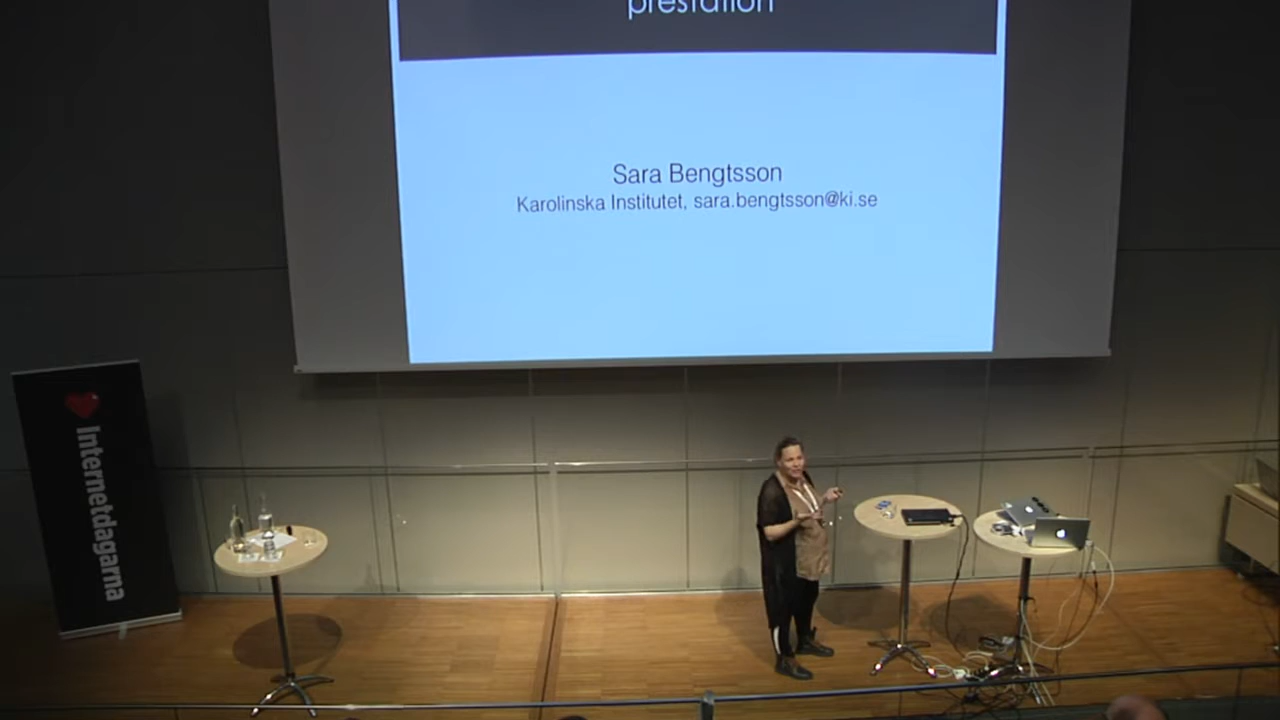 prestation
Sara Bengtsson
Karolinska Institutet, sara.bengtsson@ki.se
Internetdagarna